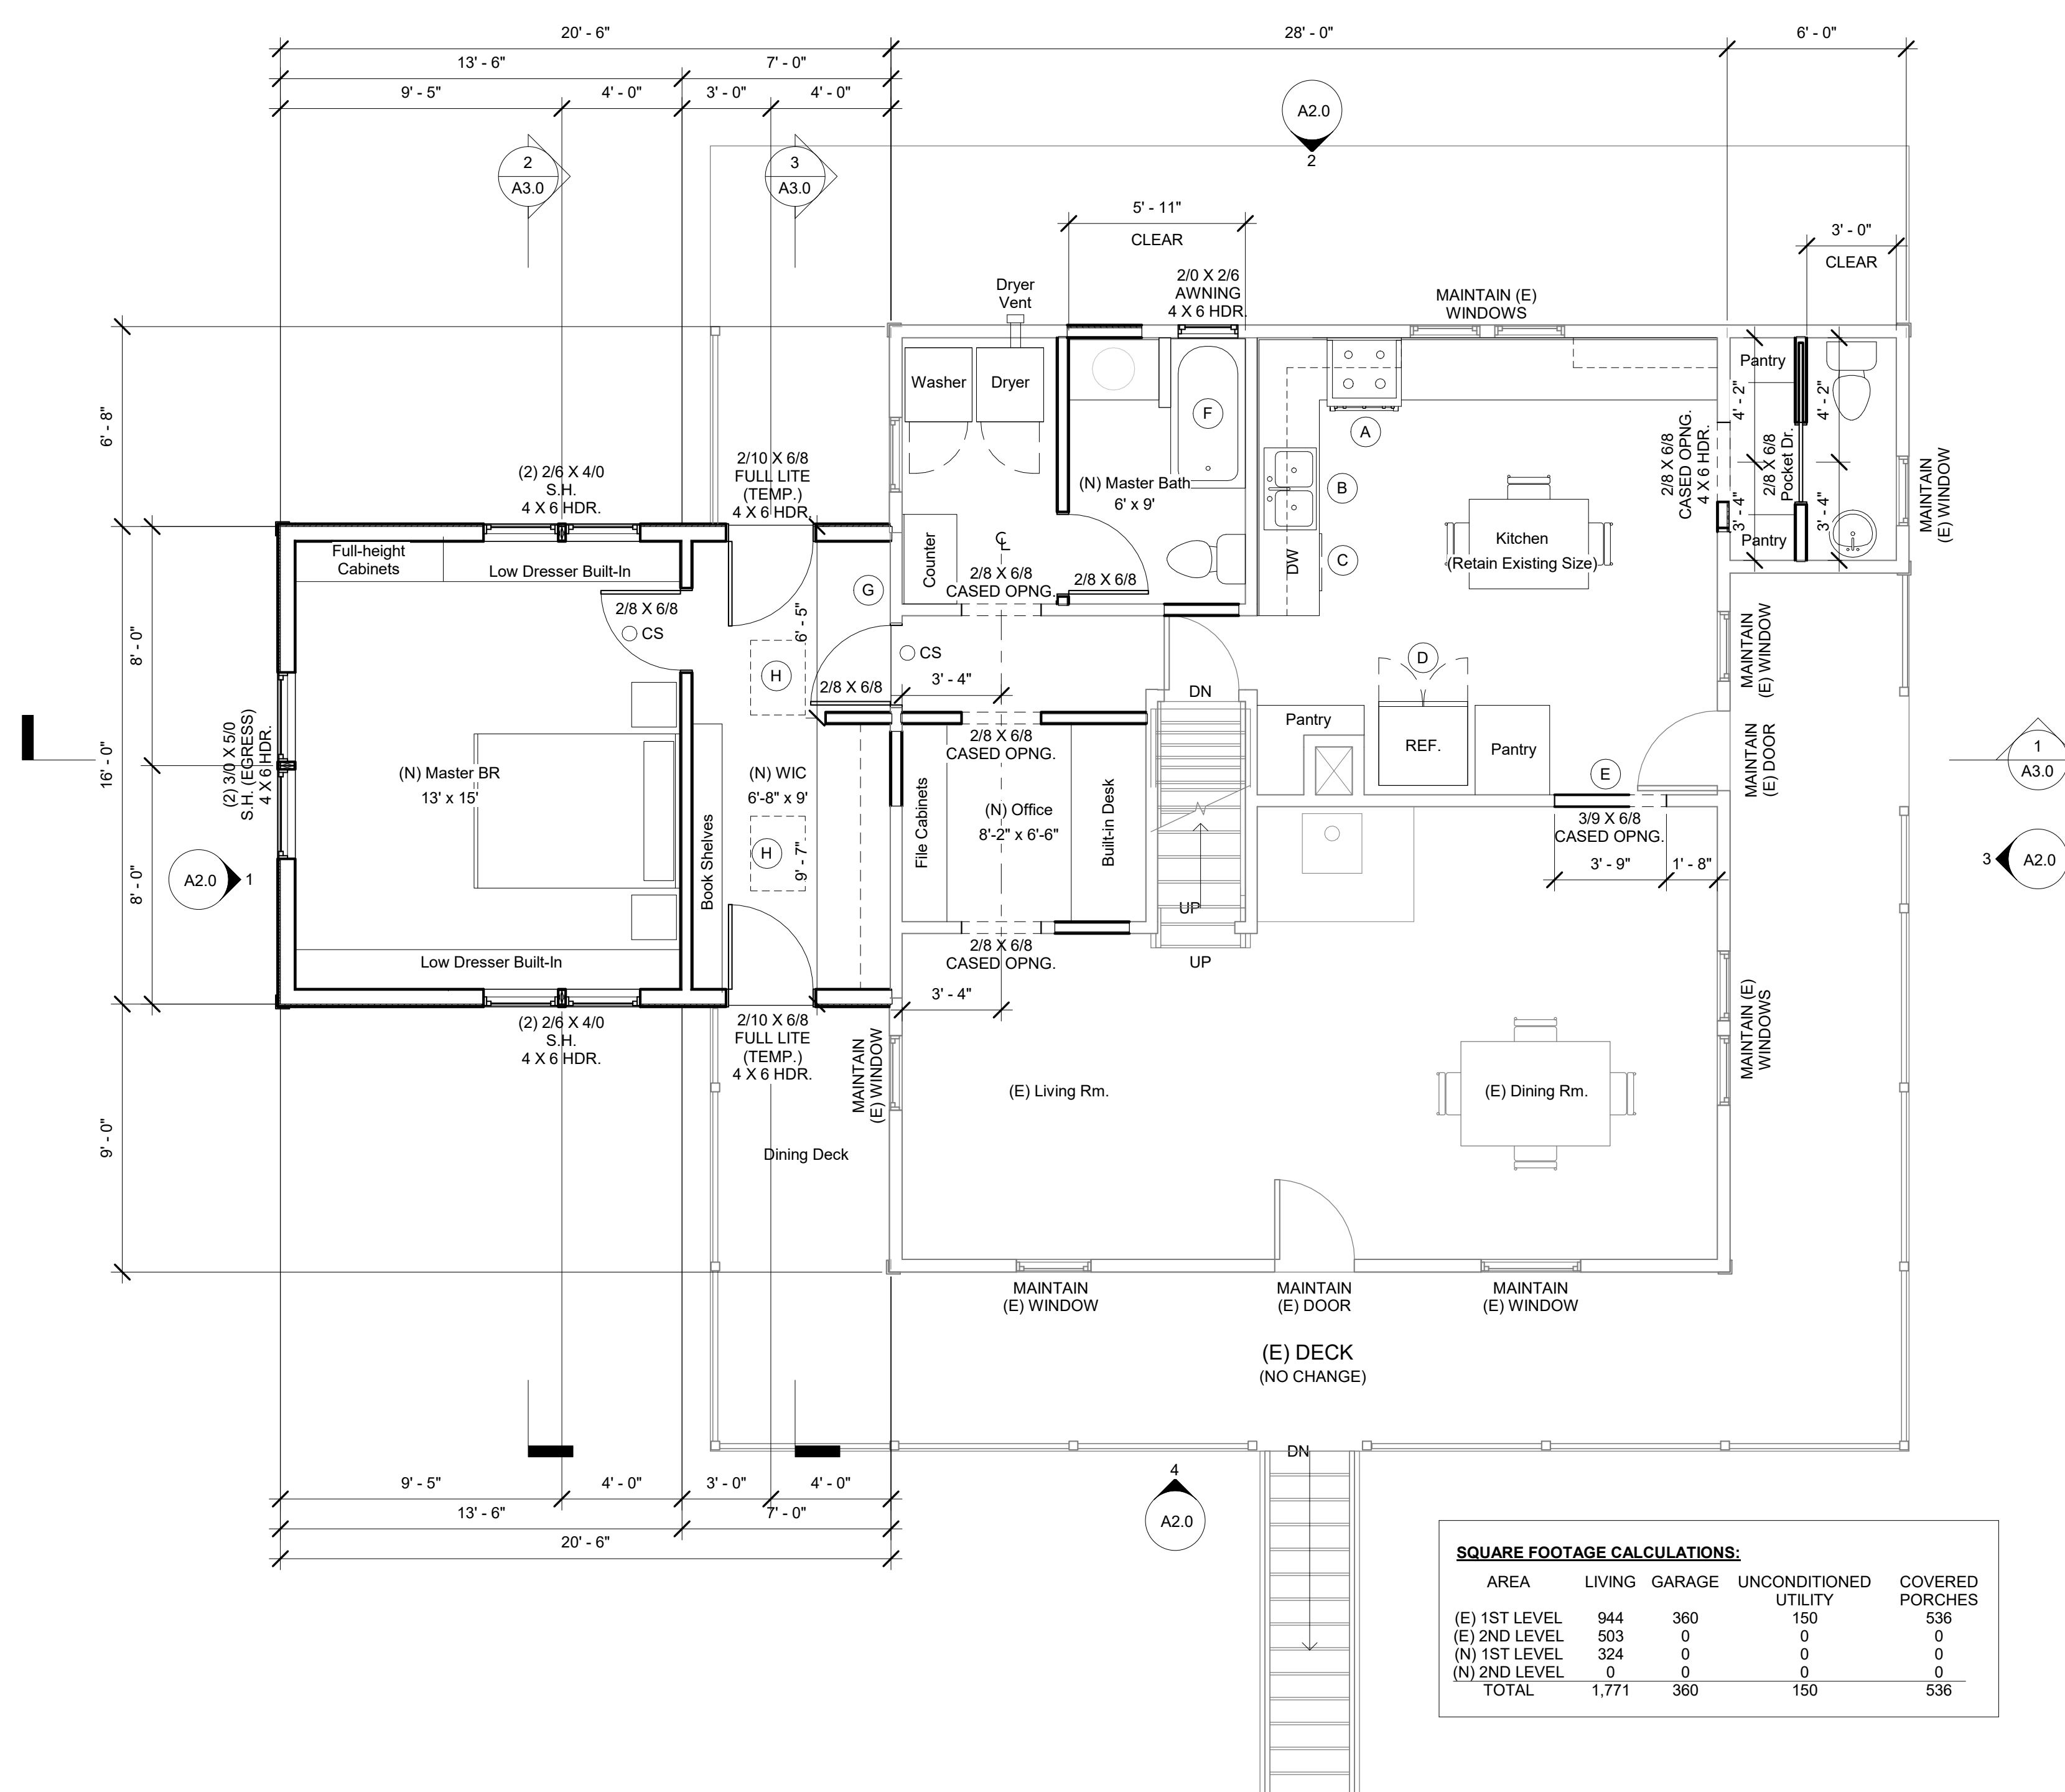 20' - 6"
28' - 0"
6' - 0"
13' - 6"
7' - 0"
9' - 5"
4' - 0"
3' - 0"
4' - 0"
A2.0
2
2
A3.0
3
A3.0
5' - 11"
CLEAR
3' - 0"
CLEAR
2/0 X 2/6
AWNING
4 X 6 HDR.
Dryer
Vent
MAINTAIN (E)
WINDOWS
6' - 8"
Washer
Dryer
F
A
B
C
(N) Master Bath
6' x 9'
Pantry
4' - 2"
4' - 2"
2/8 X 6/8
CASED OPNG.
4 X 6 HDR.
2/8 X 6/8
Pocket Dr.
3' - 4"
3' - 4"
Pantry
MAINTAIN
(E) WINDOW
(2) 2/6 X 4/0
S.H.
4 X 6 HDR.
2/10 X 6/8
FULL LITE
(TEMP.)
4 X 6 HDR.
Full-height
Cabinets
Low Dresser Built-In
2/8 X 6/8
CS
G
6' - 5"
H
2/8 X 6/8
Counter
CL
2/8 X 6/8
CASED OPNG.
2/8 X 6/8
DW
Kitchen
(Retain Existing Size)
CS
3' - 4"
D
DN
MAINTAIN
(E) WINDOW
8' - 0"
16' - 0"
8' - 0"
(2) 3/0 X 5/0
S.H. (EGRESS)
4 X 6 HDR.
A2.0
1
(N) Master BR
13' x 15'
(N) WIC
6'-8" x 9'
H
9' - 7"
Book Shelves
File Cabinets
2/8 X 6/8
CASED OPNG.
(N) Office
8'-2" x 6'-6"
Built-in Desk
Pantry
REF.
Pantry
E
MAINTAIN
(E) DOOR
1
A3.0
3/9 X 6/8
CASED OPNG.
3' - 9"
1' - 8"
3
A2.0
UP
UP
2/8 X 6/8
CASED OPNG.
3' - 4"
Low Dresser Built-In
(2) 2/6 X 4/0
S.H.
4 X 6 HDR.
2/10 X 6/8
FULL LITE
(TEMP.)
4 X 6 HDR.
MAINTAIN
(E) WINDOW
MAINTAIN (E)
WINDOWS
9' - 0"
(E) Living Rm.
(E) Dining Rm.
Dining Deck
MAINTAIN
(E) WINDOW
MAINTAIN
(E) DOOR
MAINTAIN
(E) WINDOW
(E) DECK
(NO CHANGE)
DN
4
A2.0
9' - 5"
4' - 0"
3' - 0"
4' - 0"
13' - 6"
7' - 0"
20' - 6"
SQUARE FOOTAGE CALCULATIONS:
AREA LIVING GARAGE UNCONDITIONED COVERED
UTILITY PORCHES
(E) 1ST LEVEL 944 360 150 536
(E) 2ND LEVEL 503 0 0 0
(N) 1ST LEVEL 324 0 0 0
(N) 2ND LEVEL 0 0 0 0
TOTAL 1,771 360 150 536